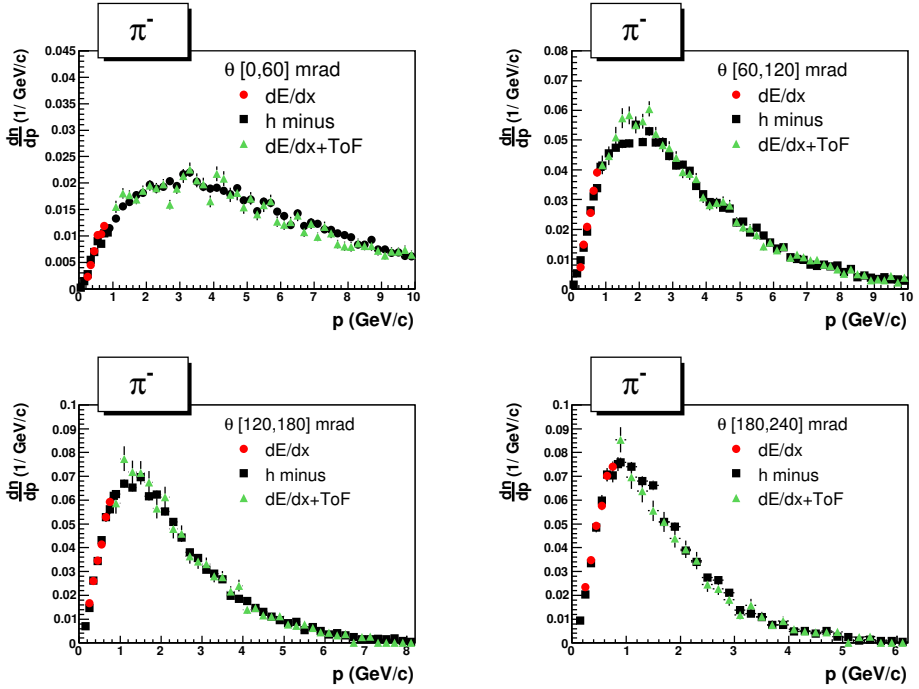 π⁻
dn/dp (1/ GeV/c)
θ [0,60] mrad
dE/dx
h minus
dE/dx+ToF
0.045
0.04
0.035
0.03
0.025
0.02
0.015
0.01
0.005
0
0 1 2 3 4 5 6 7 8 9 10
p (GeV/c)
π⁻
dn/dp (1/ GeV/c)
θ [60,120] mrad
dE/dx
h minus
dE/dx+ToF
0.08
0.07
0.06
0.05
0.04
0.03
0.02
0.01
0
0 1 2 3 4 5 6 7 8 9 10
p (GeV/c)
π⁻
dn/dp (1/ GeV/c)
θ [120,180] mrad
dE/dx
h minus
dE/dx+ToF
0.1
0.09
0.08
0.07
0.06
0.05
0.04
0.03
0.02
0.01
0
0 1 2 3 4 5 6 7 8
p (GeV/c)
π⁻
dn/dp (1/ GeV/c)
θ [180,240] mrad
dE/dx
h minus
dE/dx+ToF
0.1
0.09
0.08
0.07
0.06
0.05
0.04
0.03
0.02
0.01
0
0 1 2 3 4 5 6
p (GeV/c)